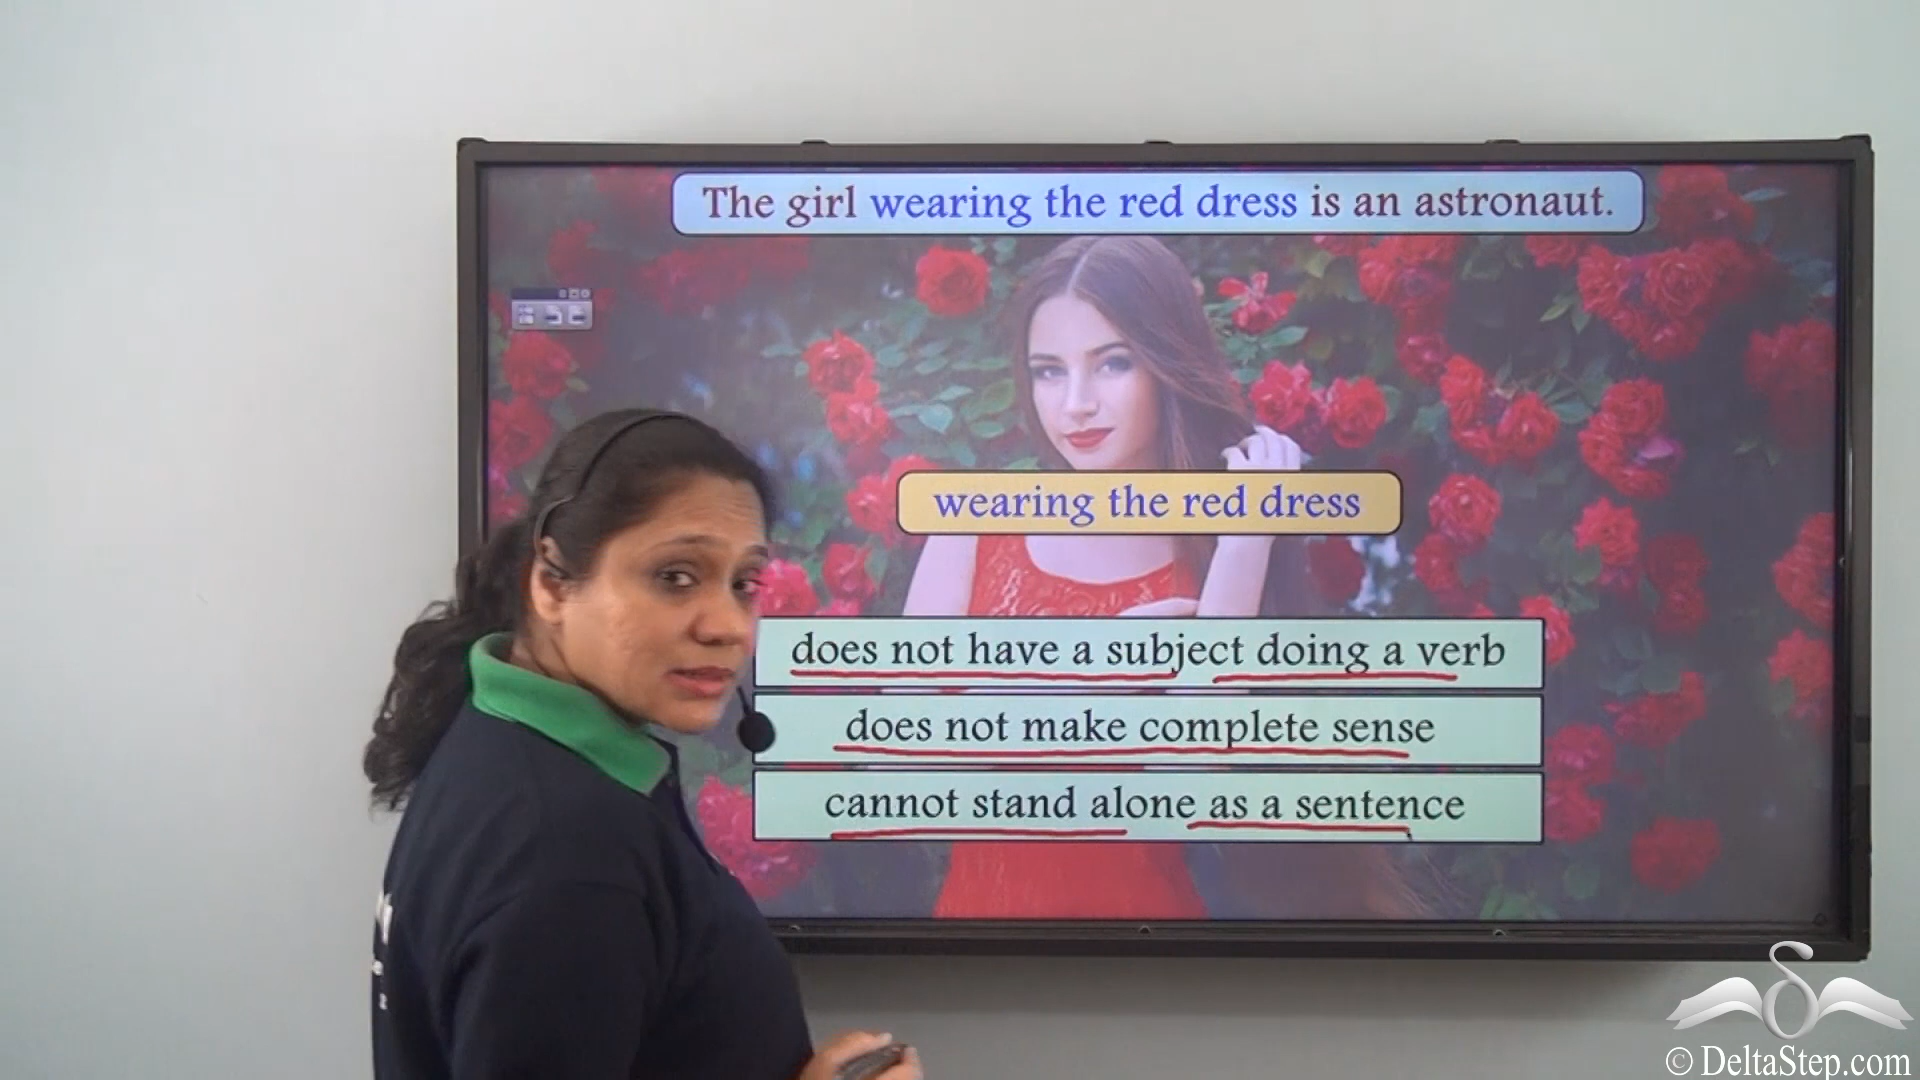 The girl wearing the red dress is an astronaut.
wearing the red dress
does not have a subject doing a verb
does not make complete sense
cannot stand alone as a sentence
© DeltaStep.com